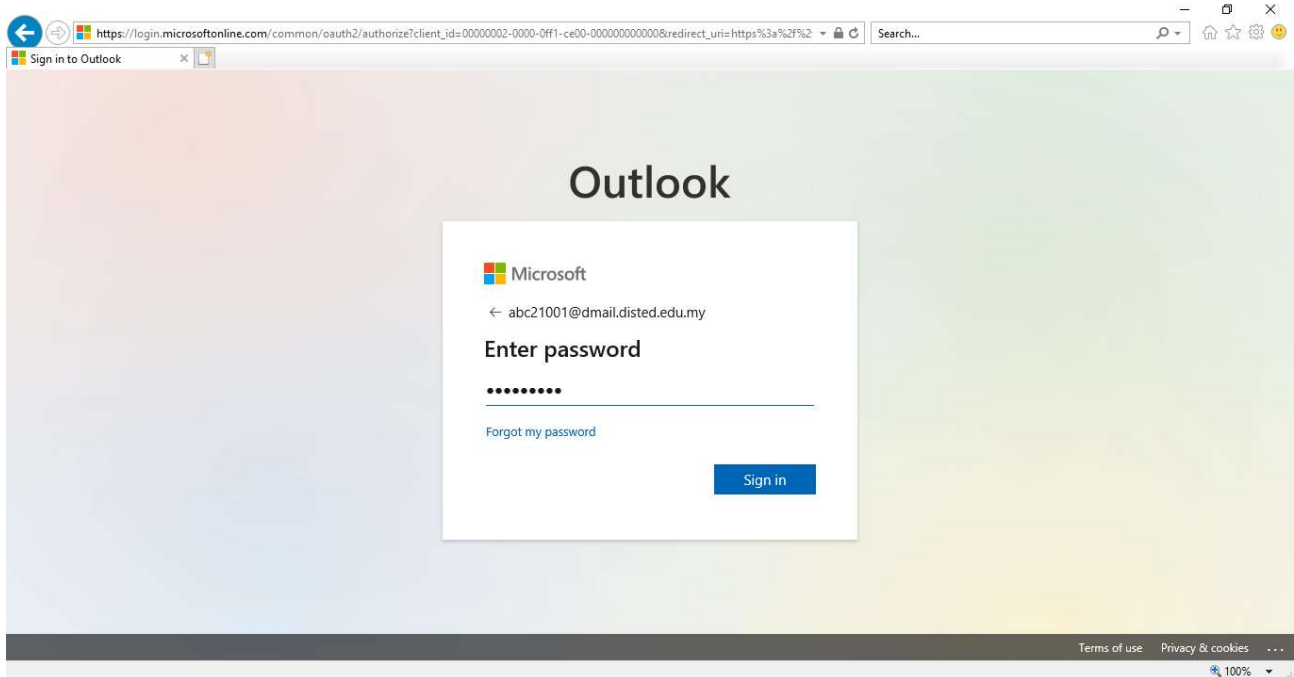 https://login.microsoftonline.com/common/oauth2/authorize?client_id=00000002-0000-0ff1-ce00-000000000000&redirect_uri=https%3a%2f%2
Search...
Sign in to Outlook
Outlook
Microsoft
← abc21001@dmail.disted.edu.my
Enter password
•••••••••
Forgot my password
Sign in
Terms of use Privacy & cookies ...
100%